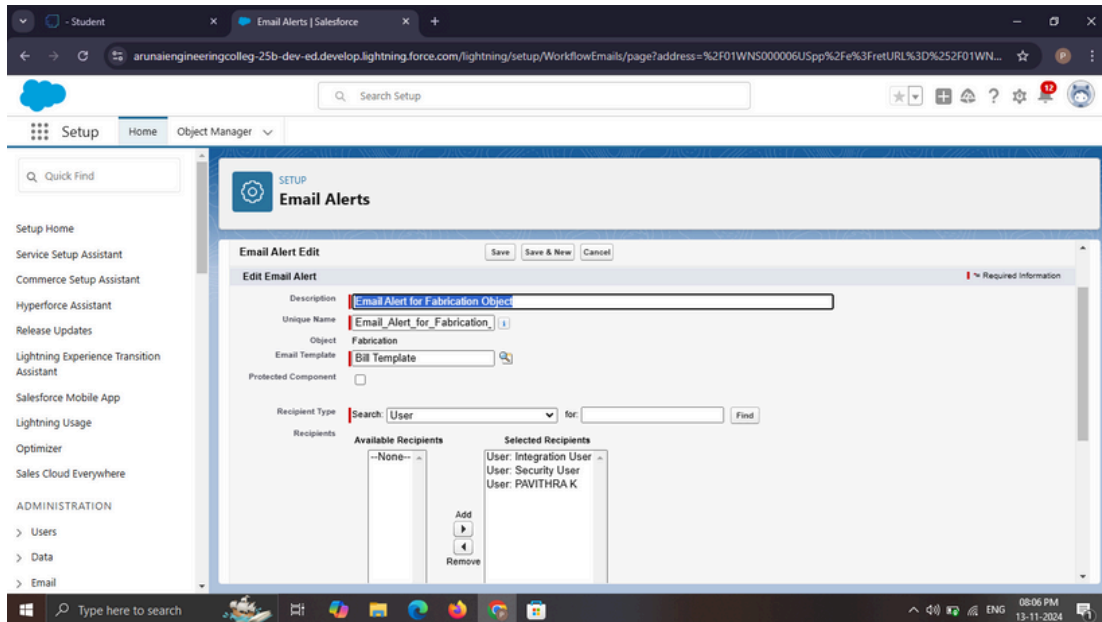 - Student
Email Alerts | Salesforce
arunaiengineeringcolleg-25b-dev-ed.develop.lightning.force.com/lightning/setup/WorkflowEmails/page?address=%2F01WNS000006USpp%2Fe%3FretURL%3D%252F01WN...
P
Search Setup
12
Setup
Home
Object Manager
Quick Find
Setup Home
Service Setup Assistant
Commerce Setup Assistant
Hyperforce Assistant
Release Updates
Lightning Experience Transition
Assistant
Salesforce Mobile App
Lightning Usage
Optimizer
Sales Cloud Everywhere
ADMINISTRATION
Users
Data
Email
SETUP
Email Alerts
Email Alert Edit Save Save & New Cancel
Edit Email Alert = Required Information
Description Email Alert for Fabrication Object
Unique Name Email_Alert_for_Fabrication_ i
Object Fabrication
Email Template Bill Template
Protected Component
Recipient Type Search: User for: Find
Recipients
Available Recipients Selected Recipients
--None-- User: Integration User
User: Security User
User: PAVITHRA K
Add
Remove
Type here to search
ENG
08:06 PM
13-11-2024